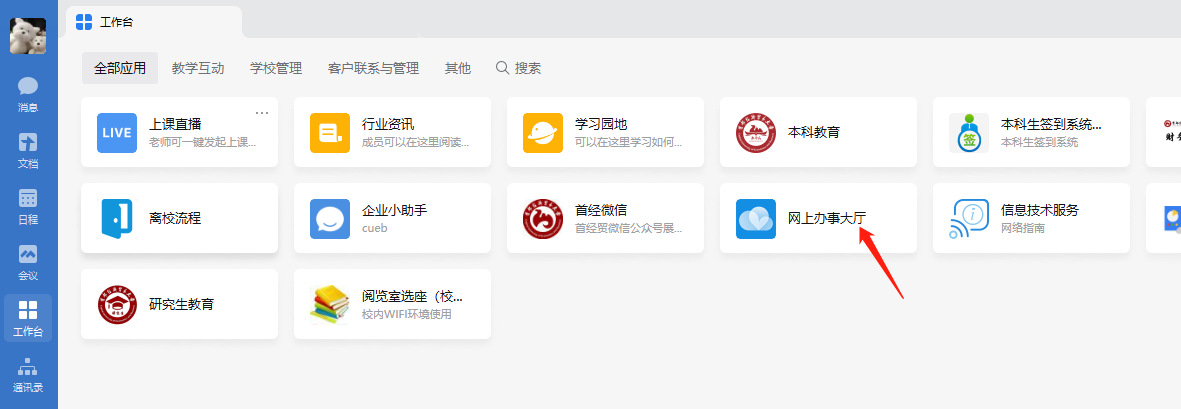 工作台
全部应用
教学互动
学校管理
客户联系与管理
其他
搜索
消息
文档
日程
会议
工作台
通讯录
LIVE
上课直播
老师可一键发起上课...
行业资讯
成员可以在这里阅读...
学习园地
可以在这里学习如何...
本科教育
签
本科生签到系统...
本科生签到系统
离校流程
企业小助手
cueb
首经微信
首经贸微信公众号展...
网上办事大厅
信息技术服务
网络指南
研究生教育
阅览室选座（校...
校内WIFI环境使用